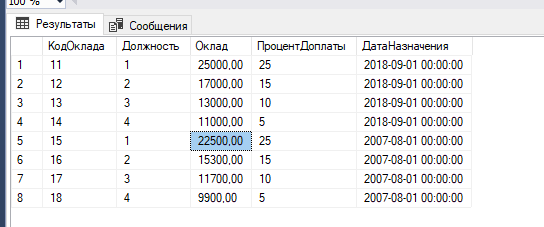 100 %
Результаты Сообщения
КодОклада Должность Оклад ПроцентДоплаты ДатаНазначения
1 11 1 25000,00 25 2018-09-01 00:00:00
2 12 2 17000,00 15 2018-09-01 00:00:00
3 13 3 13000,00 10 2018-09-01 00:00:00
4 14 4 11000,00 5 2018-09-01 00:00:00
5 15 1 22500,00 25 2007-08-01 00:00:00
6 16 2 15300,00 15 2007-08-01 00:00:00
7 17 3 11700,00 10 2007-08-01 00:00:00
8 18 4 9900,00 5 2007-08-01 00:00:00